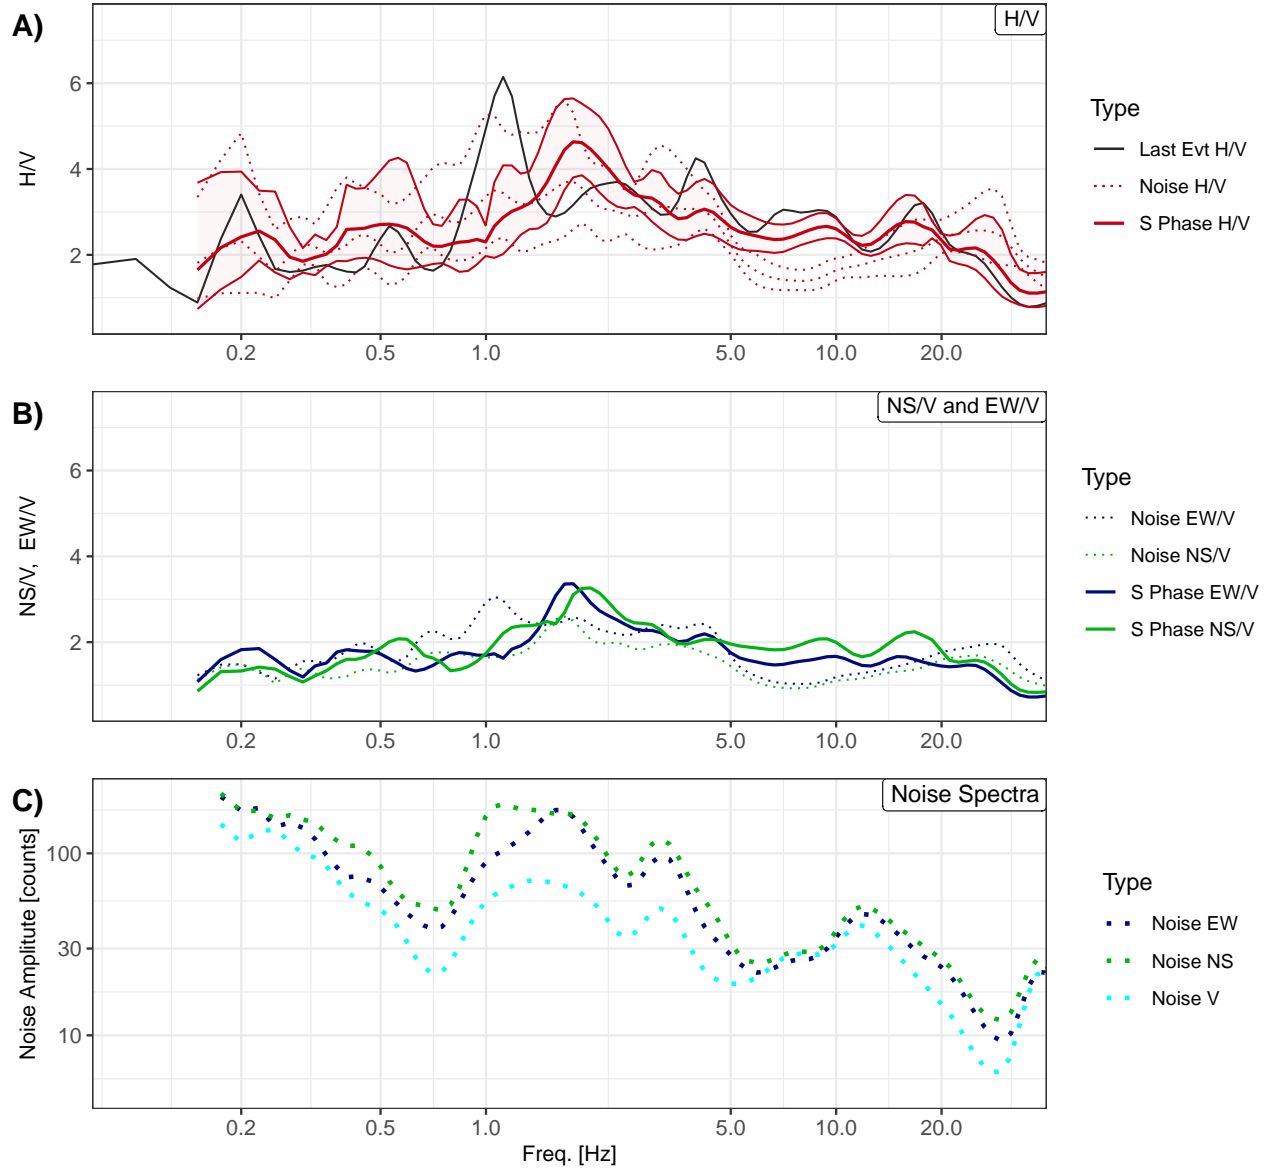 A)
H/V
H/V
6
4
2
0.2 0.5 1.0 5.0 10.0 20.0
Type
Last Evt H/V
Noise H/V
S Phase H/V
B)
NS/V and EW/V
NS/V, EW/V
6
4
2
0.2 0.5 1.0 5.0 10.0 20.0
Type
Noise EW/V
Noise NS/V
S Phase EW/V
S Phase NS/V
C)
Noise Spectra
Noise Amplitute [counts]
100
30
10
0.2 0.5 1.0 5.0 10.0 20.0
Freq. [Hz]
Type
Noise EW
Noise NS
Noise V